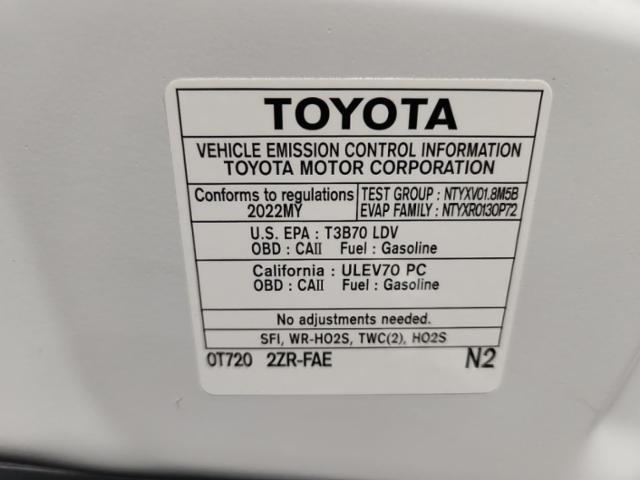 TOYOTA
VEHICLE EMISSION CONTROL INFORMATION
TOYOTA MOTOR CORPORATION
Conforms to regulations
2022MY
TEST GROUP : NTYXV01.8M5B
EVAP FAMILY : NTYXR0130P72
U.S. EPA : T3B70 LDV
OBD : CAII Fuel : Gasoline
California : ULEV70 PC
OBD : CAII Fuel : Gasoline
No adjustments needed.
SFI, WR-HO2S, TWC(2), HO2S
0T720 2ZR-FAE N2